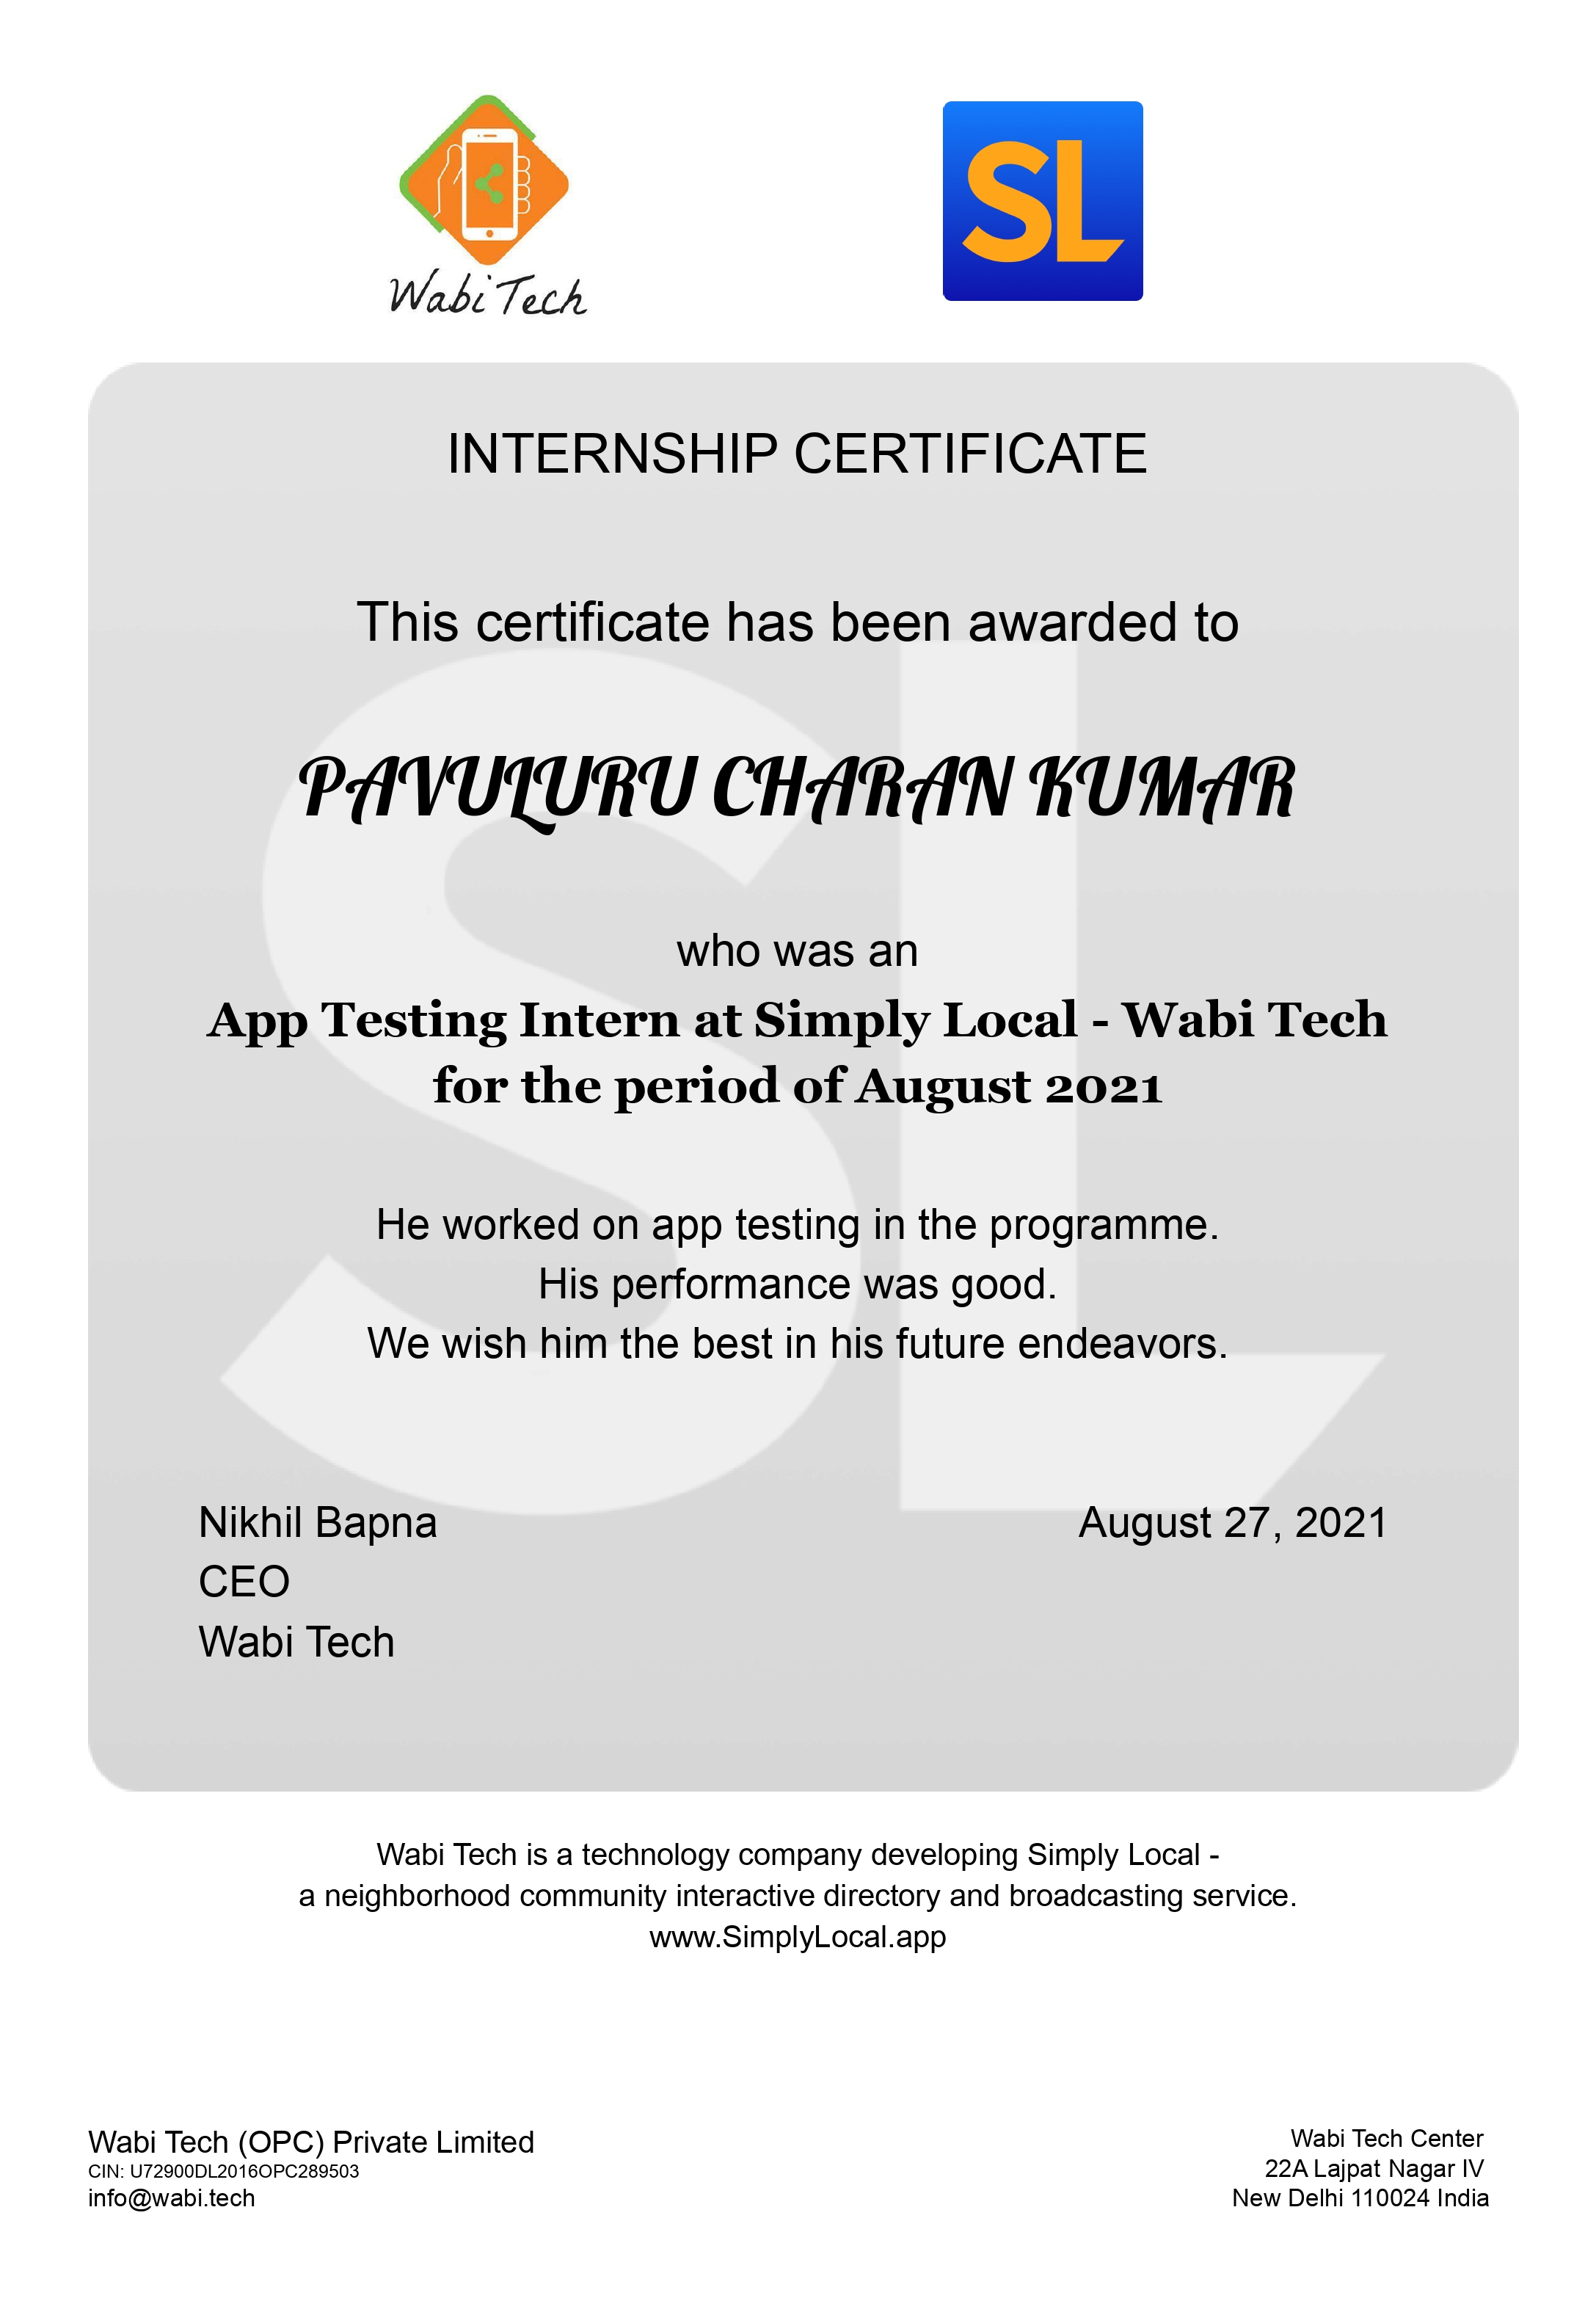 Wabi Tech
SL
INTERNSHIP CERTIFICATE
This certificate has been awarded to
PAVULURU CHARAN KUMAR
who was an
App Testing Intern at Simply Local - Wabi Tech
for the period of August 2021
He worked on app testing in the programme.
His performance was good.
We wish him the best in his future endeavors.
Nikhil Bapna
August 27, 2021
CEO
Wabi Tech
Wabi Tech is a technology company developing Simply Local -
a neighborhood community interactive directory and broadcasting service.
www.SimplyLocal.app
Wabi Tech (OPC) Private Limited
CIN: U72900DL2016OPC289503
info@wabi.tech
Wabi Tech Center
22A Lajpat Nagar IV
New Delhi 110024 India